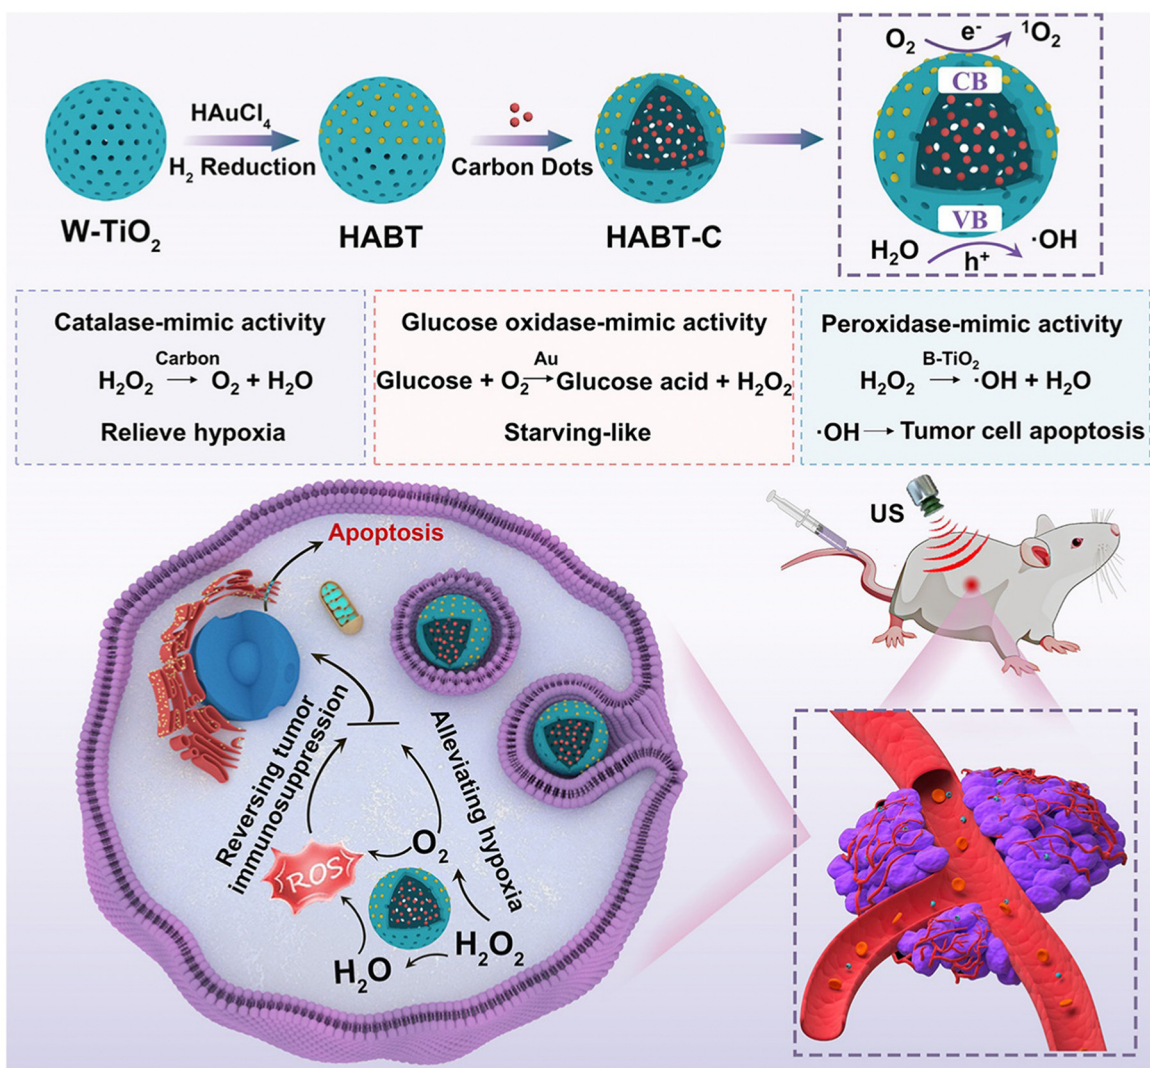 HAuCl₄
H₂ Reduction
Carbon Dots
W-TiO₂
HABT
HABT-C
O₂ e⁻ ¹O₂
CB
VB
H₂O h⁺ ·OH
Catalase-mimic activity
Carbon
H₂O₂ → O₂ + H₂O
Relieve hypoxia
Glucose oxidase-mimic activity
Au
Glucose + O₂ → Glucose acid + H₂O₂
Starving-like
Peroxidase-mimic activity
B-TiO₂
H₂O₂ → ·OH + H₂O
·OH → Tumor cell apoptosis
Apoptosis
Reversing tumor
immunosuppression
Alleviating hypoxia
O₂
ROS
H₂O₂
H₂O
US